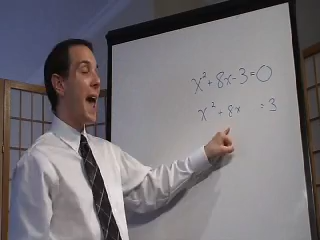 x² + 8x - 3 = 0
x² + 8x = 3